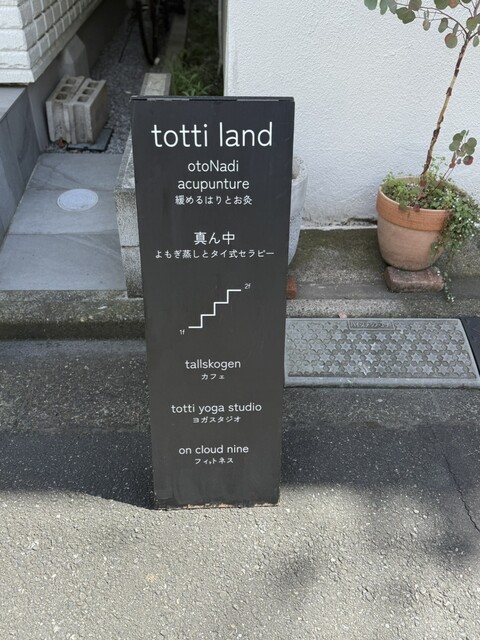 totti land
otoNadi
acupunture
緩めるはりとお灸
真ん中
よもぎ蒸しとタイ式セラピー
2f
1f
tallskogen
カフェ
totti yoga studio
ヨガスタジオ
on cloud nine
フィットネス